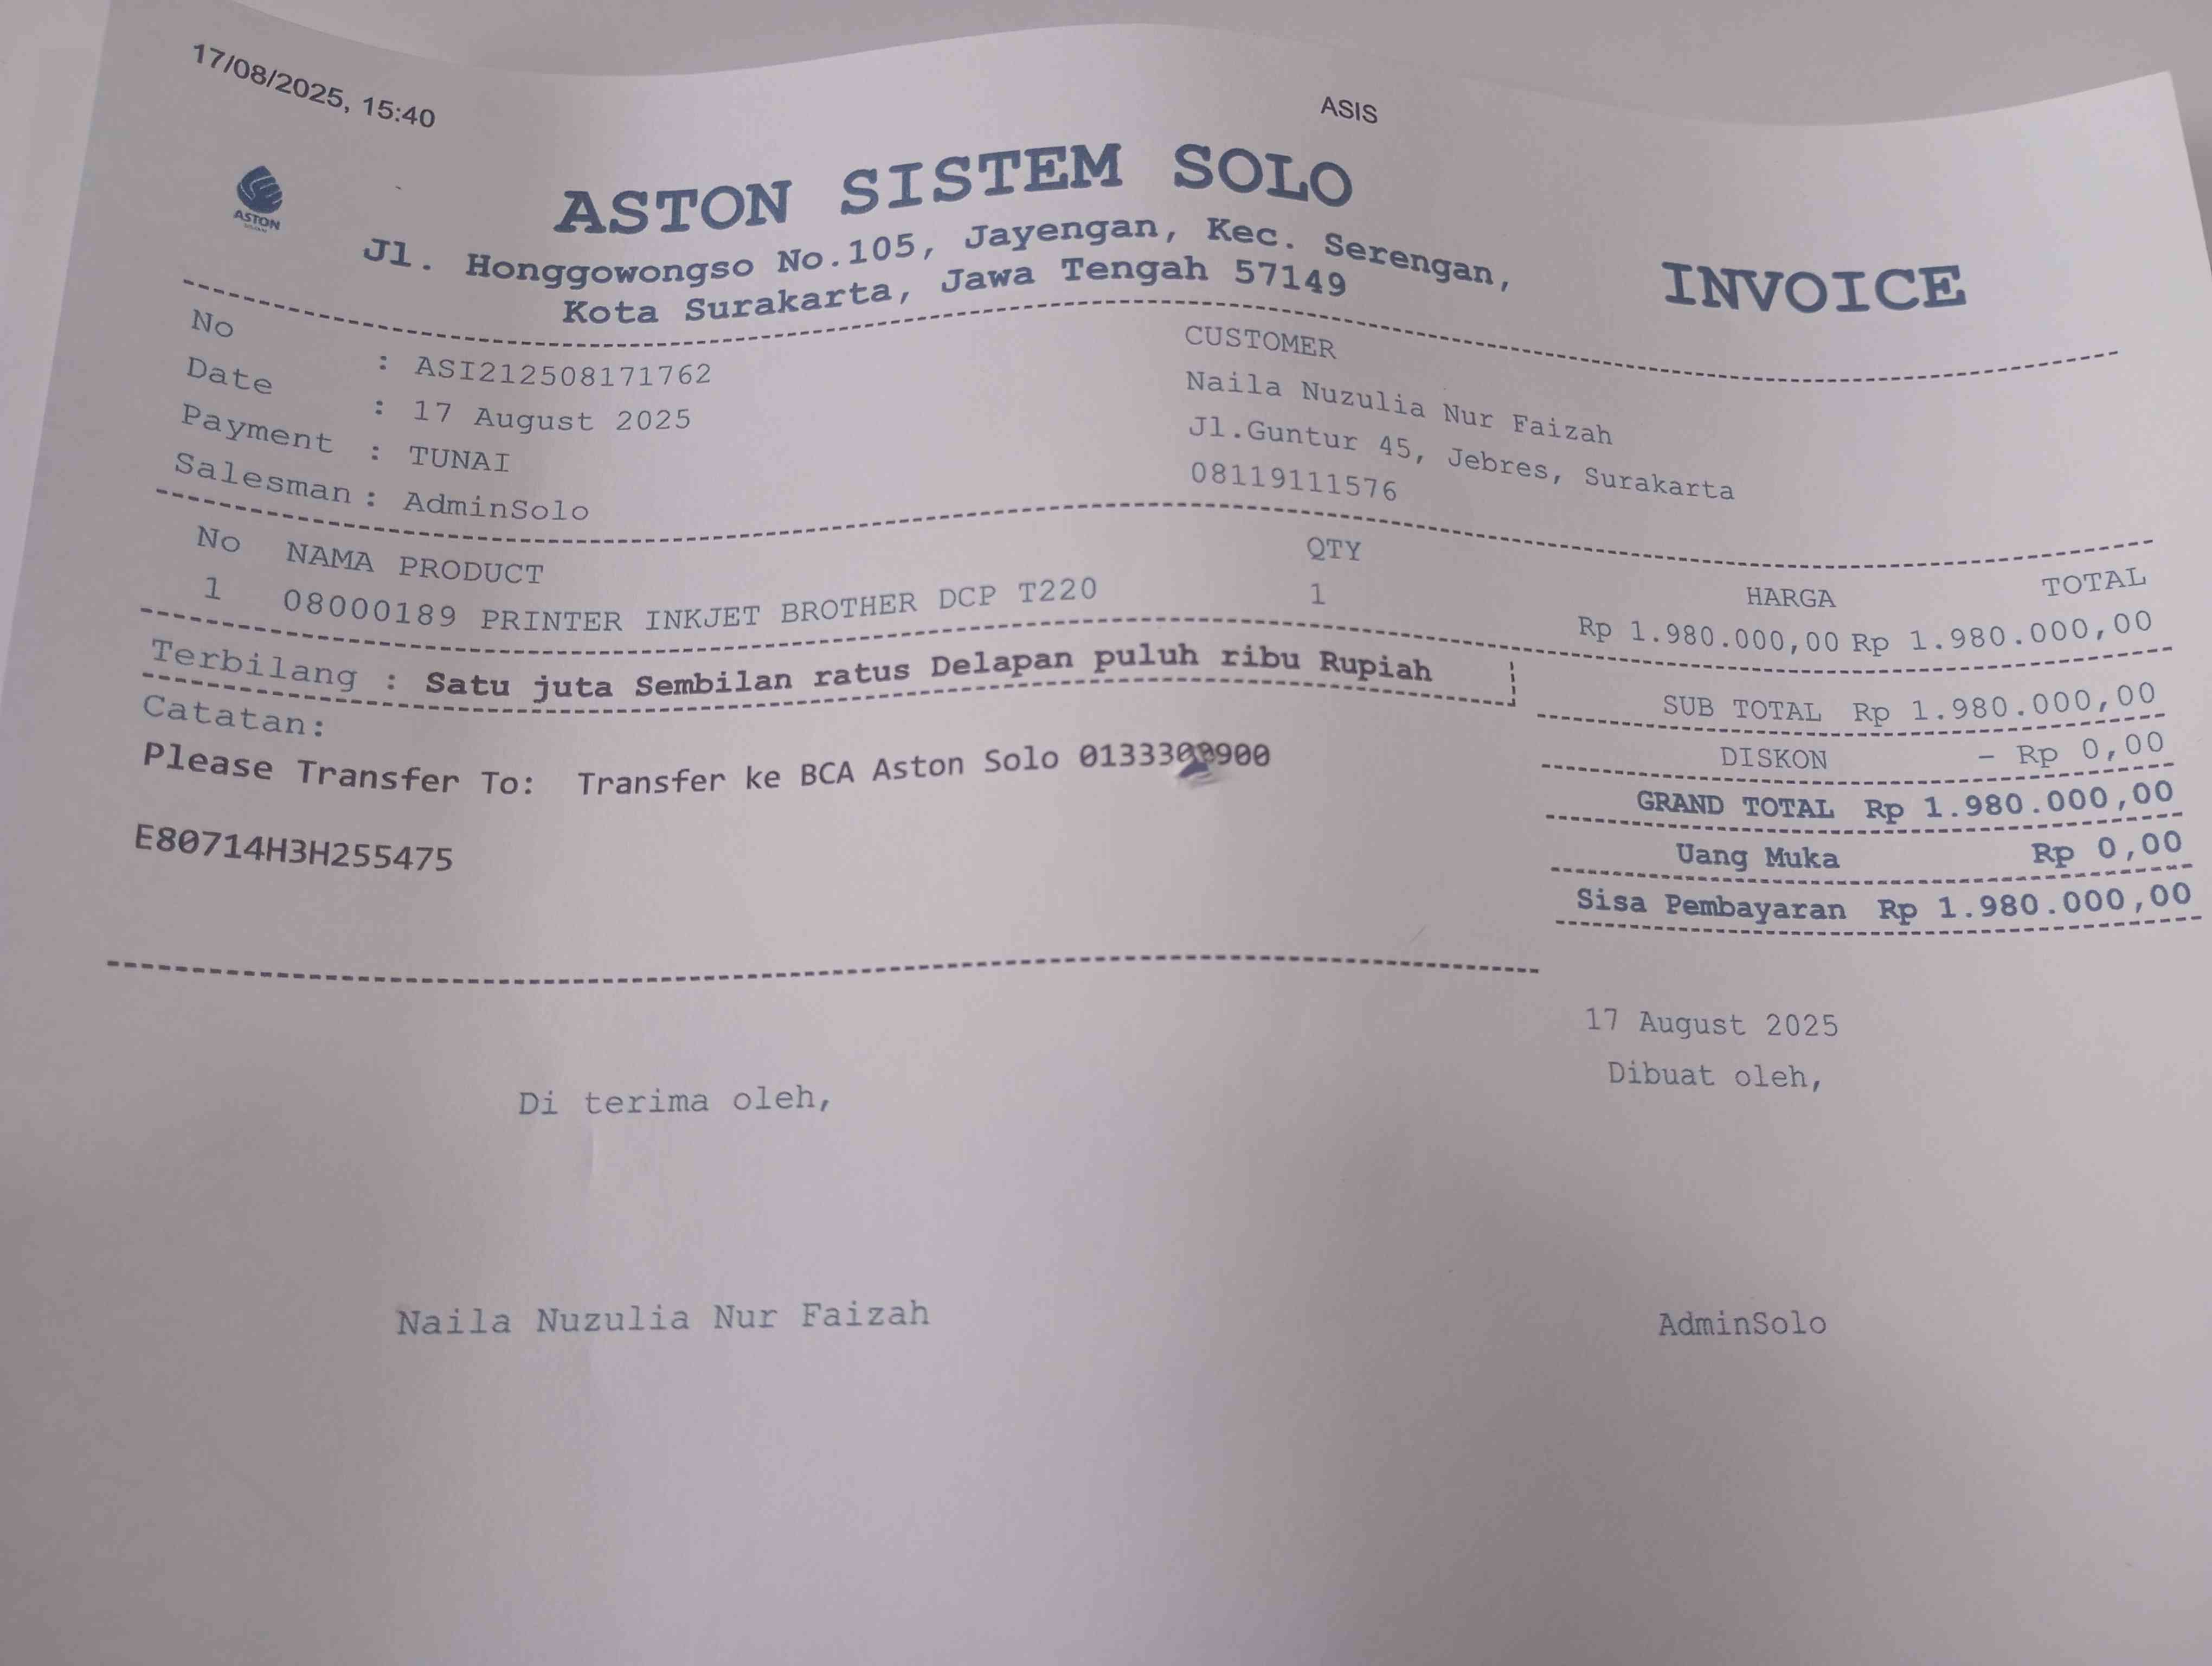 17/08/2025, 15:40
ASIS
ASTON
ASTON SISTEM SOLO
Jl. Honggowongso No.105, Jayengan, Kec. Serengan,
Kota Surakarta, Jawa Tengah 57149
INVOICE
No : ASI212508171762
Date : 17 August 2025
Payment : TUNAI
Salesman : AdminSolo
CUSTOMER
Naila Nuzulia Nur Faizah
Jl.Guntur 45, Jebres, Surakarta
08119111576
No NAMA PRODUCT QTY HARGA TOTAL
1 08000189 PRINTER INKJET BROTHER DCP T220 1 Rp 1.980.000,00 Rp 1.980.000,00
Terbilang : Satu juta Sembilan ratus Delapan puluh ribu Rupiah
SUB TOTAL Rp 1.980.000,00
DISKON - Rp 0,00
GRAND TOTAL Rp 1.980.000,00
Uang Muka Rp 0,00
Sisa Pembayaran Rp 1.980.000,00
Catatan:
Please Transfer To: Transfer ke BCA Aston Solo
E80714H3H255475
17 August 2025
Di terima oleh,
Dibuat oleh,
Naila Nuzulia Nur Faizah
AdminSolo